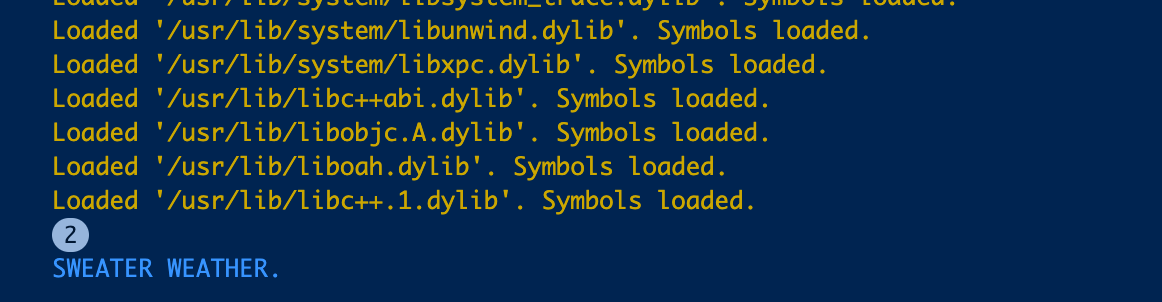 Loaded '/usr/lib/system/libsystem_trace.dylib'. Symbols loaded.
Loaded '/usr/lib/system/libunwind.dylib'. Symbols loaded.
Loaded '/usr/lib/system/libxpc.dylib'. Symbols loaded.
Loaded '/usr/lib/libc++abi.dylib'. Symbols loaded.
Loaded '/usr/lib/libobjc.A.dylib'. Symbols loaded.
Loaded '/usr/lib/liboah.dylib'. Symbols loaded.
Loaded '/usr/lib/libc++.1.dylib'. Symbols loaded.
2
SWEATER WEATHER.